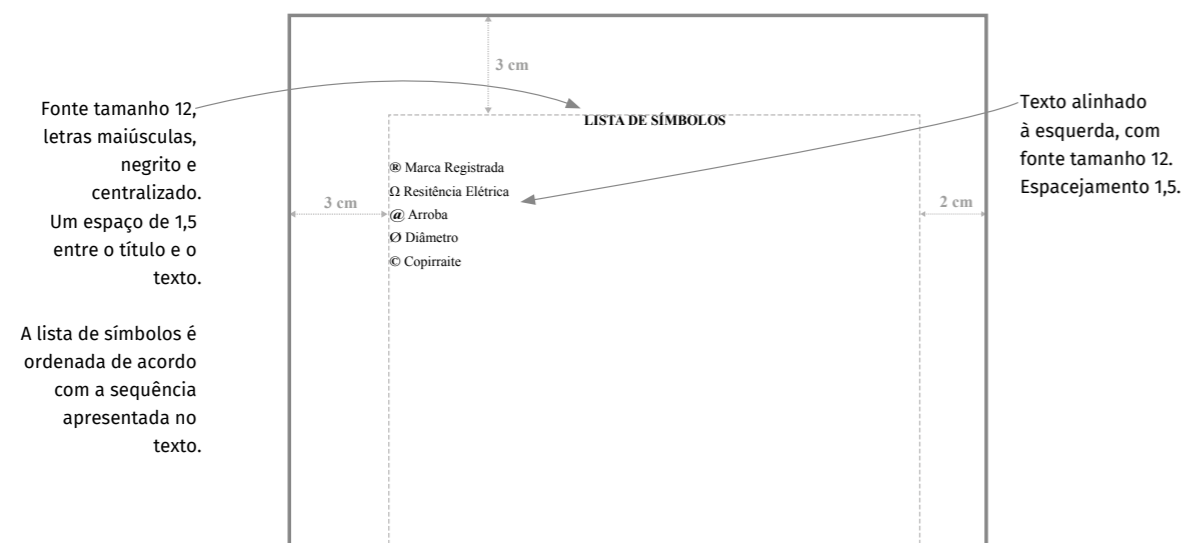 3 cm
Fonte tamanho 12,
letras maiúsculas,
negrito e
centralizado.
Um espaço de 1,5
entre o título e o
texto.
A lista de símbolos é
ordenada de acordo
com a sequência
apresentada no
texto.
LISTA DE SÍMBOLOS
® Marca Registrada
Ω Resitência Elétrica
@ Arroba
Ø Diâmetro
© Copirraite
3 cm
2 cm
Texto alinhado
à esquerda, com
fonte tamanho 12.
Espacejamento 1,5.